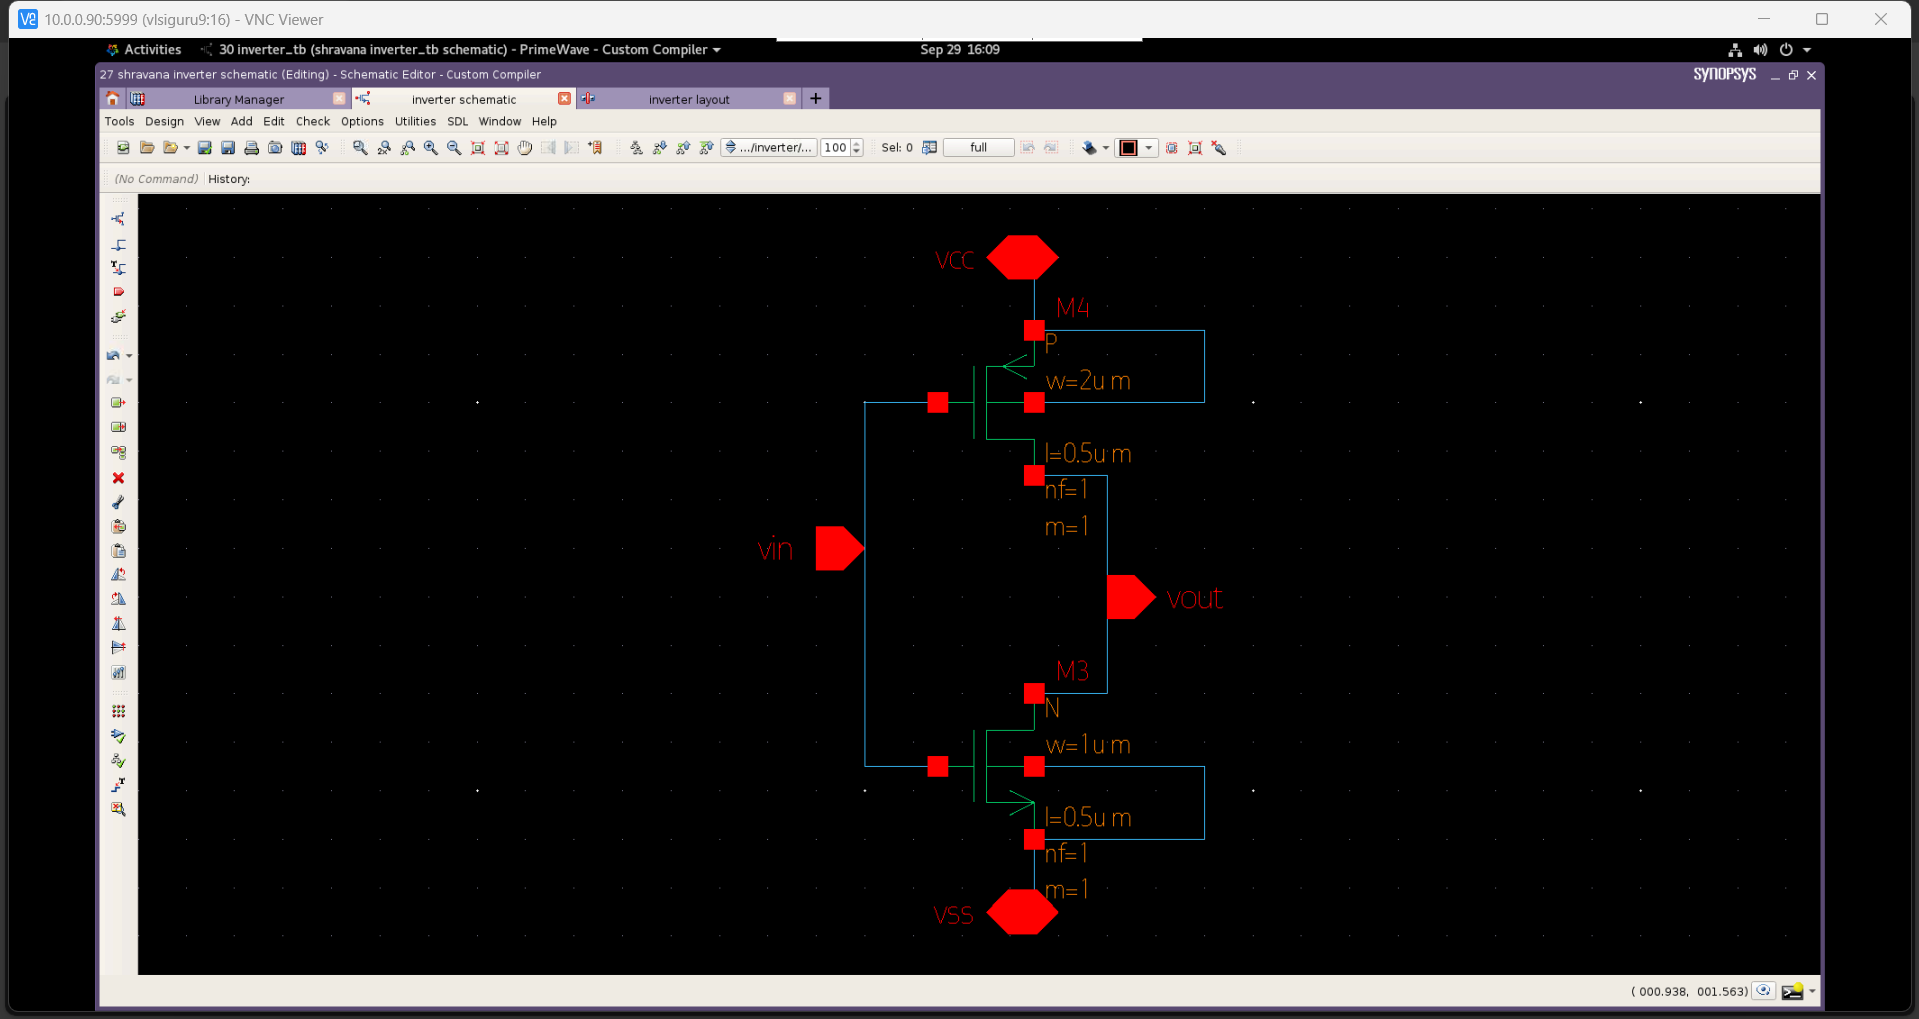 10.0.0.90:5999 (vlsiguru9:16) - VNC Viewer
Activities 30 inverter_tb (shravana inverter_tb schematic) - PrimeWave - Custom Compiler Sep 29 16:09
27 shravana inverter schematic (Editing) - Schematic Editor - Custom Compiler SYNOPSYS
Library Manager inverter schematic inverter layout
Tools Design View Add Edit Check Options Utilities SDL Window Help
.../inverter/... 100 Sel: 0 full
(No Command) History:
VCC
M4
P
w=2u m
l=0.5u m
nf=1
m=1
vin
vout
M3
N
w=1u m
l=0.5u m
nf=1
m=1
VSS
( 000.938, 001.563)